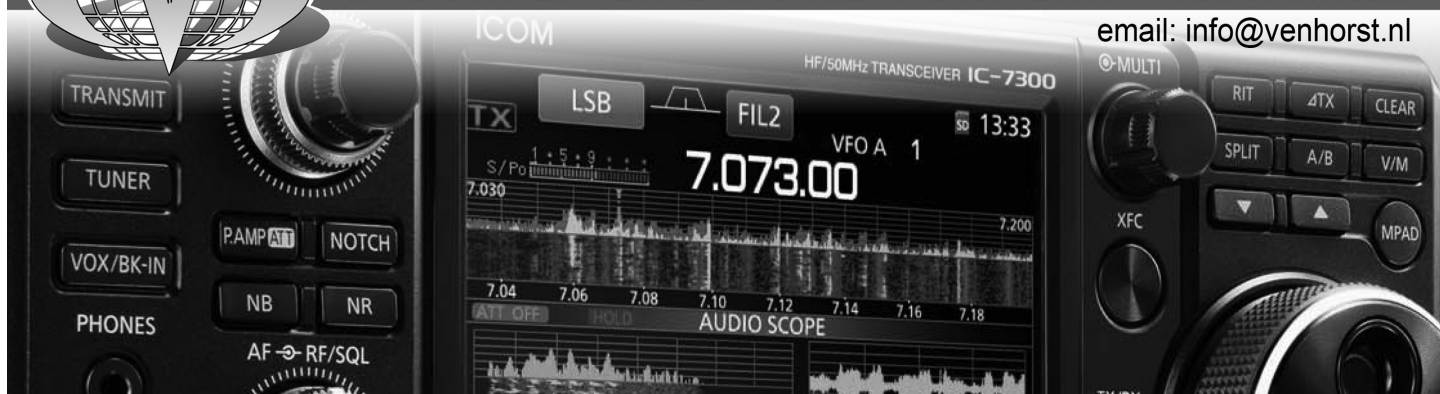 email: info@venhorst.nl
ICOM
HF/50MHz TRANSCEIVER IC-7300
TRANSMIT
TUNER
VOX/BK-IN
PHONES
P.AMP ATT
NOTCH
NB
NR
AF RF/SQL
TX
LSB
FIL2
SD 13:33
VFO A 1
S/Po 1 5 9
7.073.00
7.030
7.200
7.04 7.06 7.08 7.10 7.12 7.14 7.16 7.18
ATT OFF
HOLD
AUDIO SCOPE
MULTI
XFC
RIT
⊿TX
CLEAR
SPLIT
A/B
V/M
MPAD